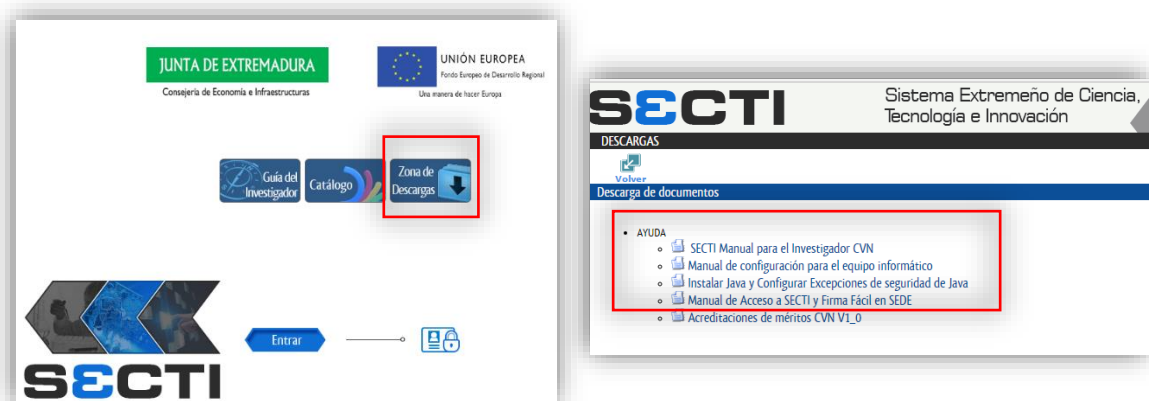 JUNTA DE EXTREMADURA
Consejería de Economía e Infraestructuras
UNIÓN EUROPEA
Fondo Europeo de Desarrollo Regional
Una manera de hacer Europa
Guía del
Investigador
Catálogo
Zona de
Descargas
Entrar
SECTI
SECTI
Sistema Extremeño de Ciencia,
Tecnología e Innovación
DESCARGAS
Volver
Descarga de documentos
AYUDA
SECTI Manual para el Investigador CVN
Manual de configuración para el equipo informático
Instalar Java y Configurar Excepciones de seguridad de Java
Manual de Acceso a SECTI y Firma Fácil en SEDE
Acreditaciones de méritos CVN V1_0